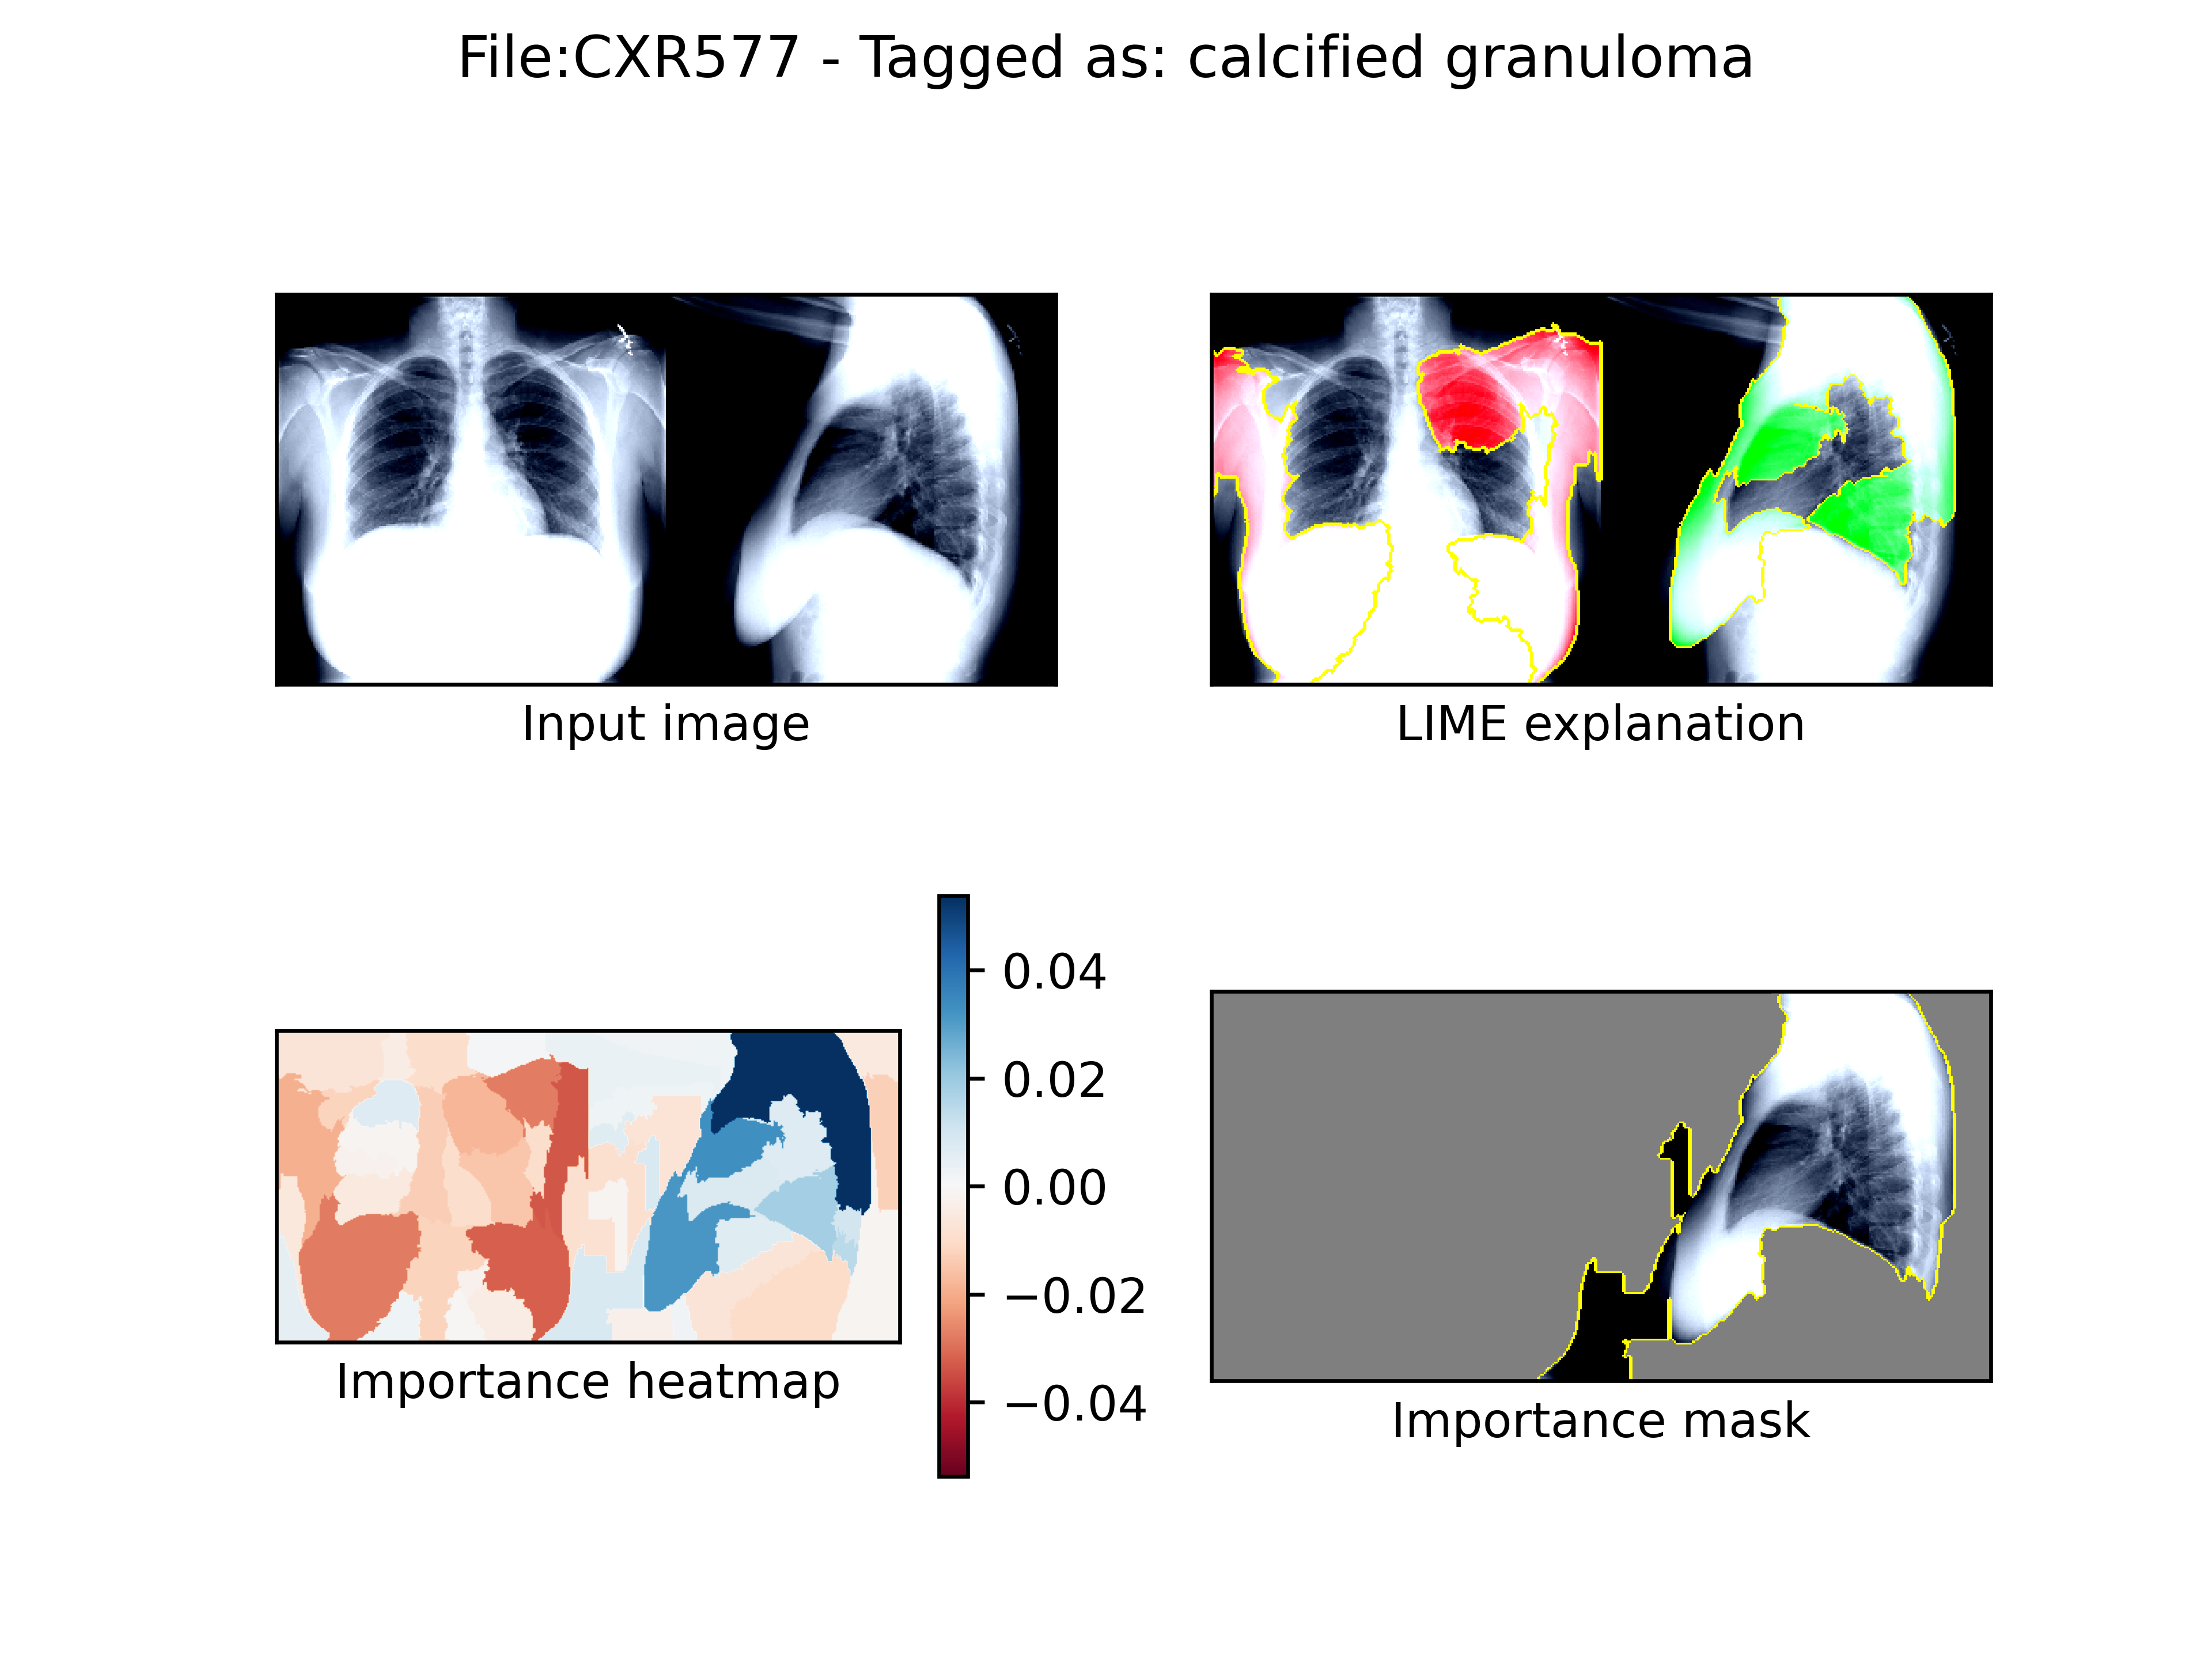 File:CXR577 - Tagged as: calcified granuloma
Input image
LIME explanation
0.04
0.02
0.00
−0.02
−0.04
Importance heatmap
Importance mask